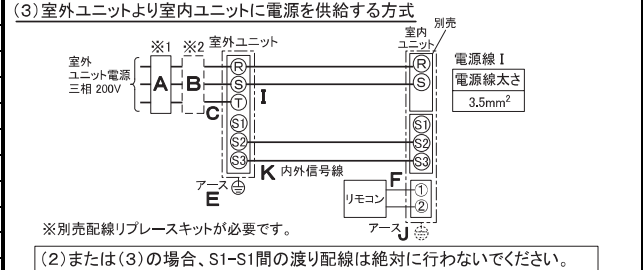 (3)室外ユニットより室内ユニットに電源を供給する方式
※1 ※2 室外ユニット 室内ユニット 別売
室外
ユニット電源
三相 200V
A B C
R S T S1 S2 S3
I
R S S1 S2 S3
電源線 I
電源線太さ
3.5mm²
K 内外信号線
アース
E
リモコン
F
① ②
アース J
※別売配線リプレースキットが必要です。
(2)または(3)の場合、S1-S1間の渡り配線は絶対に行わないでください。